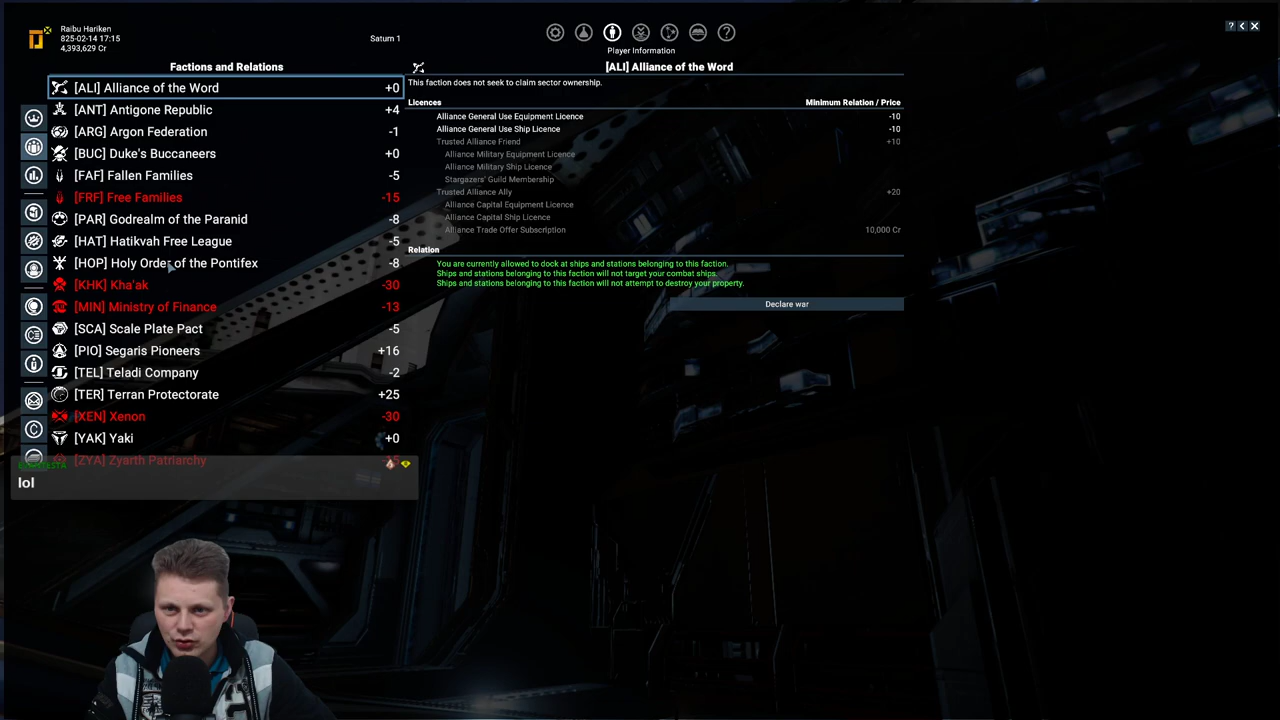 Raibu Hariken
825-02-14 17:15
4,393,629 Cr
Saturn 1
Player Information
? < X
Factions and Relations
[ALI] Alliance of the Word +0
[ANT] Antigone Republic +4
[ARG] Argon Federation -1
[BUC] Duke's Buccaneers +0
[FAF] Fallen Families -5
[FRF] Free Families -15
[PAR] Godrealm of the Paranid -8
[HAT] Hatikvah Free League -5
[HOP] Holy Order of the Pontifex -8
[KHK] Kha'ak -30
[MIN] Ministry of Finance -13
[SCA] Scale Plate Pact -5
[PIO] Segaris Pioneers +16
[TEL] Teladi Company -2
[TER] Terran Protectorate +25
[XEN] Xenon -30
[YAK] Yaki +0
[ZYA] Zyarth Patriarchy
lol
[ALI] Alliance of the Word
This faction does not seek to claim sector ownership.
Licences Minimum Relation / Price
Alliance General Use Equipment Licence -10
Alliance General Use Ship Licence -10
Trusted Alliance Friend +10
Alliance Military Equipment Licence
Alliance Military Ship Licence
Stargazers' Guild Membership
Trusted Alliance Ally +20
Alliance Capital Equipment Licence
Alliance Capital Ship Licence
Alliance Trade Offer Subscription 10,000 Cr
Relation
You are currently allowed to dock at ships and stations belonging to this faction.
Ships and stations belonging to this faction will not target your combat ships.
Ships and stations belonging to this faction will not attempt to destroy your property.
Declare war